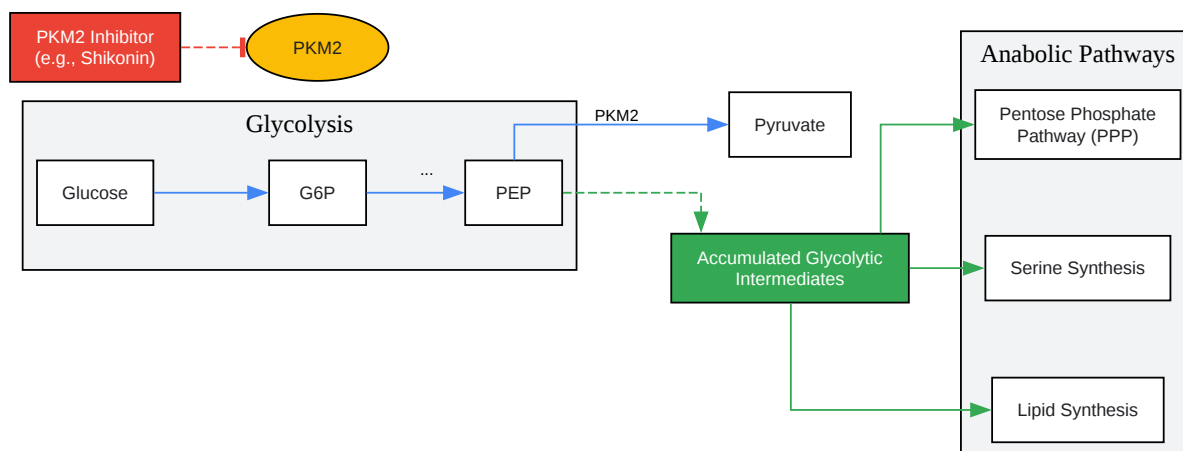 PKM2 Inhibitor
(e.g., Shikonin)
PKM2
Anabolic Pathways
Glycolysis
PKM2
Pyruvate
Pentose Phosphate
Pathway (PPP)
Glucose
G6P
...
PEP
Accumulated Glycolytic
Intermediates
Serine Synthesis
Lipid Synthesis